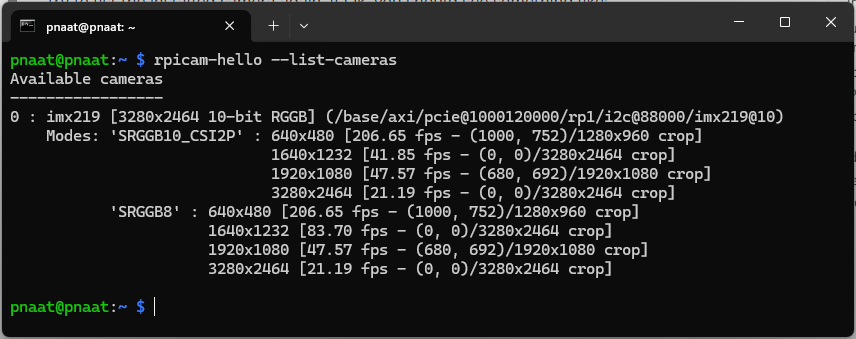 pnaat@pnaat: ~
pnaat@pnaat:~ $ rpicam-hello --list-cameras
Available cameras
-----------------
0 : imx219 [3280x2464 10-bit RGGB] (/base/axi/pcie@1000120000/rp1/i2c@88000/imx219@10)
    Modes: 'SRGGB10_CSI2P' : 640x480 [206.65 fps - (1000, 752)/1280x960 crop]
                             1640x1232 [41.85 fps - (0, 0)/3280x2464 crop]
                             1920x1080 [47.57 fps - (680, 692)/1920x1080 crop]
                             3280x2464 [21.19 fps - (0, 0)/3280x2464 crop]
           'SRGGB8' : 640x480 [206.65 fps - (1000, 752)/1280x960 crop]
                      1640x1232 [83.70 fps - (0, 0)/3280x2464 crop]
                      1920x1080 [47.57 fps - (680, 692)/1920x1080 crop]
                      3280x2464 [21.19 fps - (0, 0)/3280x2464 crop]
pnaat@pnaat:~ $